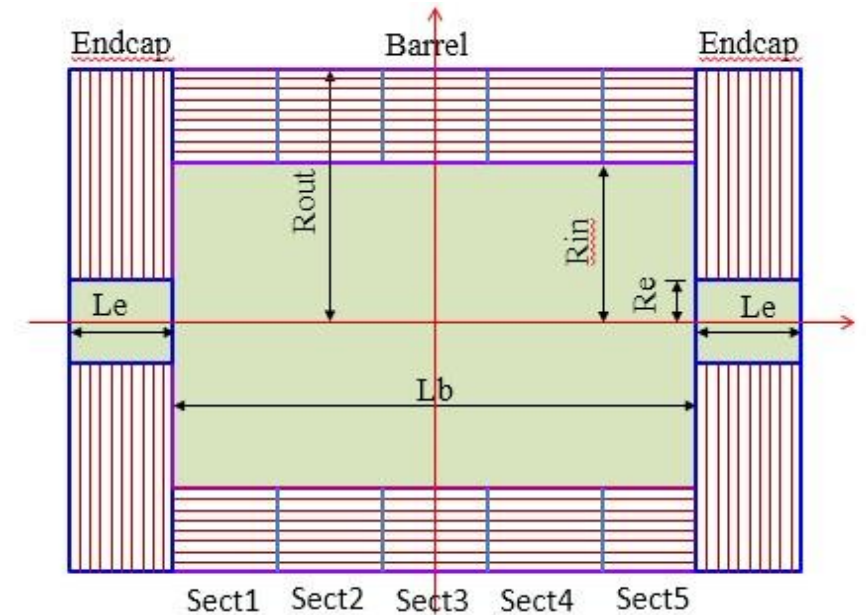 Endcap Barrel Endcap
Rout
Rin
Re
Le
Le
Lb
Sect1 Sect2 Sect3 Sect4 Sect5